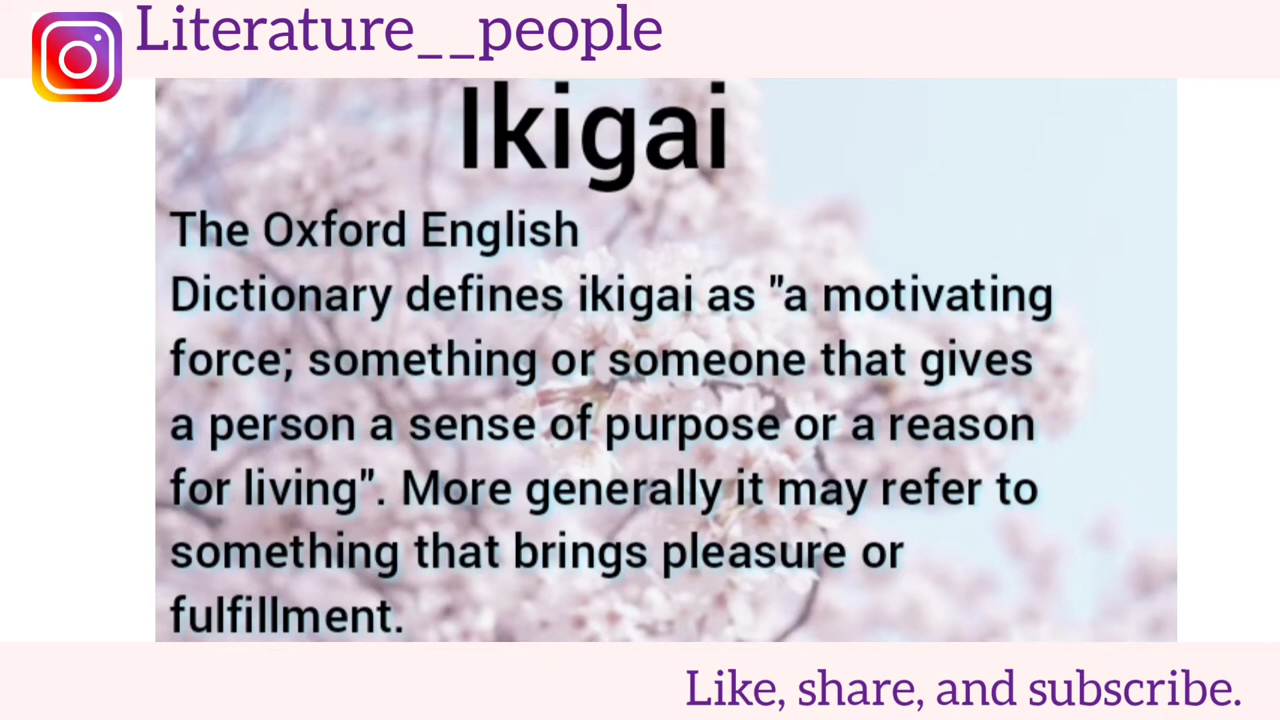 Literature__people
Ikigai
The Oxford English
Dictionary defines ikigai as "a motivating
force; something or someone that gives
a person a sense of purpose or a reason
for living". More generally it may refer to
something that brings pleasure or
fulfillment.
Like, share, and subscribe.